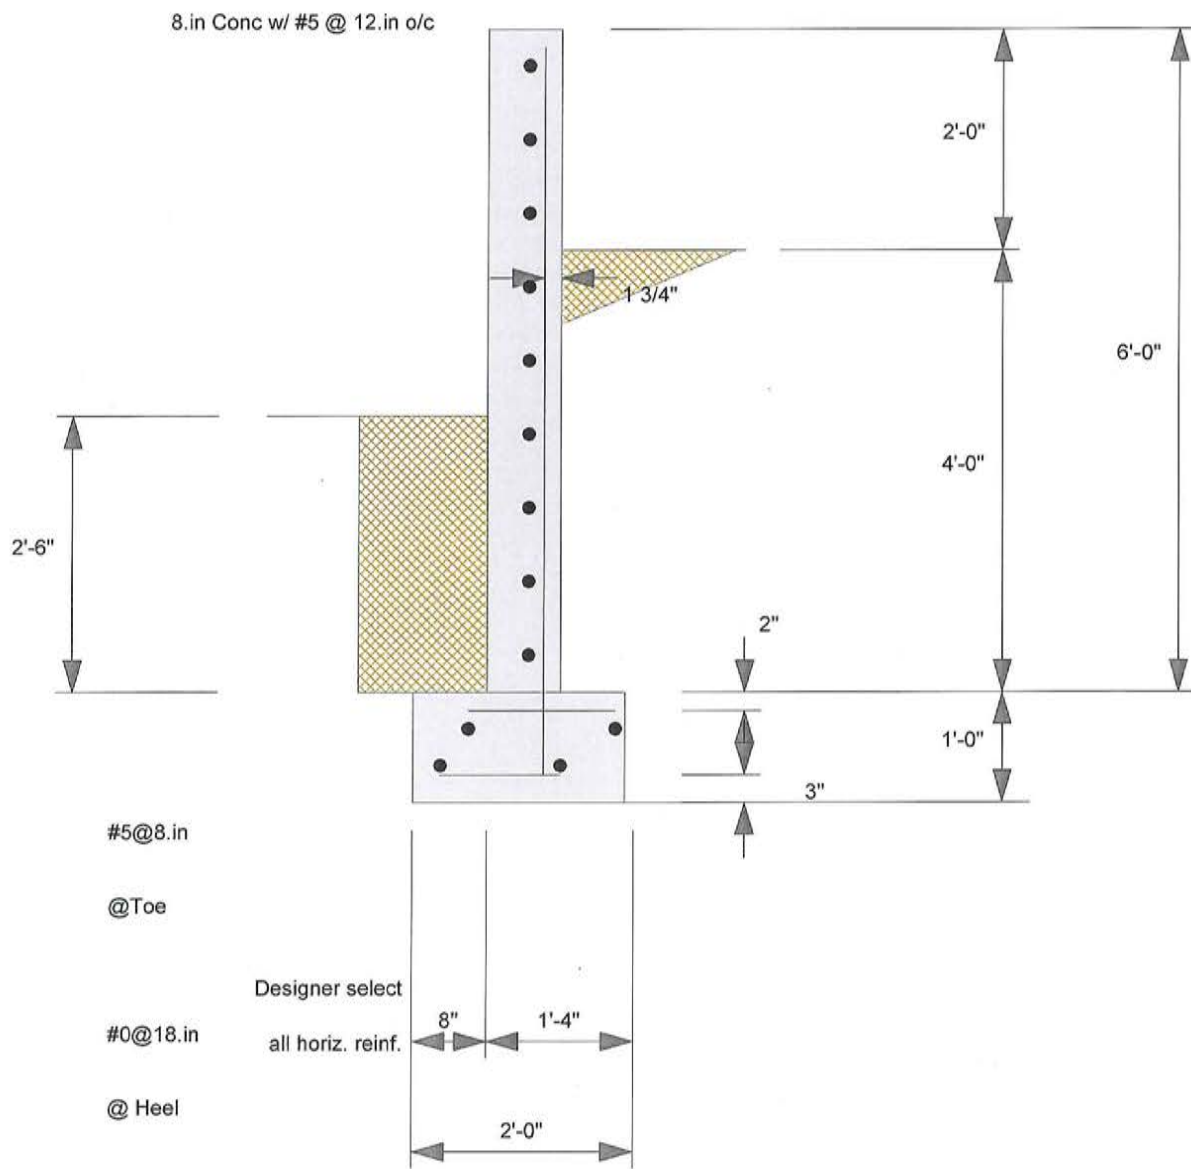 8.in Conc w/ #5 @ 12.in o/c
2'-0"
1 3/4"
6'-0"
4'-0"
2'-6"
2"
1'-0"
3"
#5@8.in
@Toe
Designer select
all horiz. reinf.
8"
1'-4"
#0@18.in
@ Heel
2'-0"